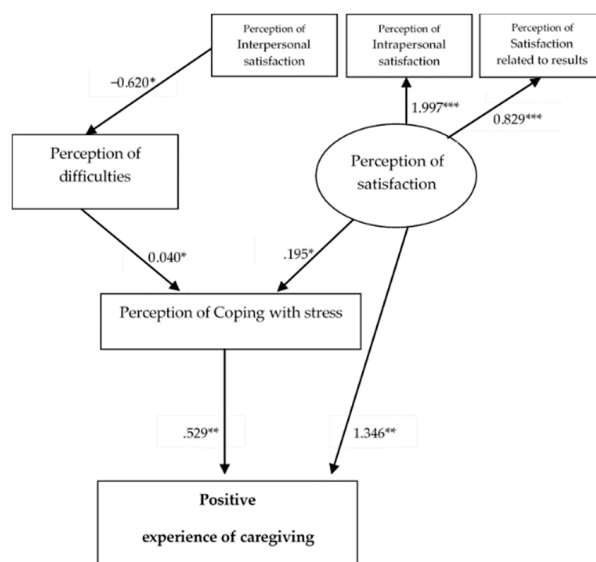 Perception of
Interpersonal
satisfaction
Perception of
Intrapersonal
satisfaction
Perception of
Satisfaction
related to results
−0.620*
1.997***
0.829***
Perception of
difficulties
Perception of
satisfaction
0.040*
.195*
Perception of Coping with stress
.529**
1.346**
Positive
experience of caregiving